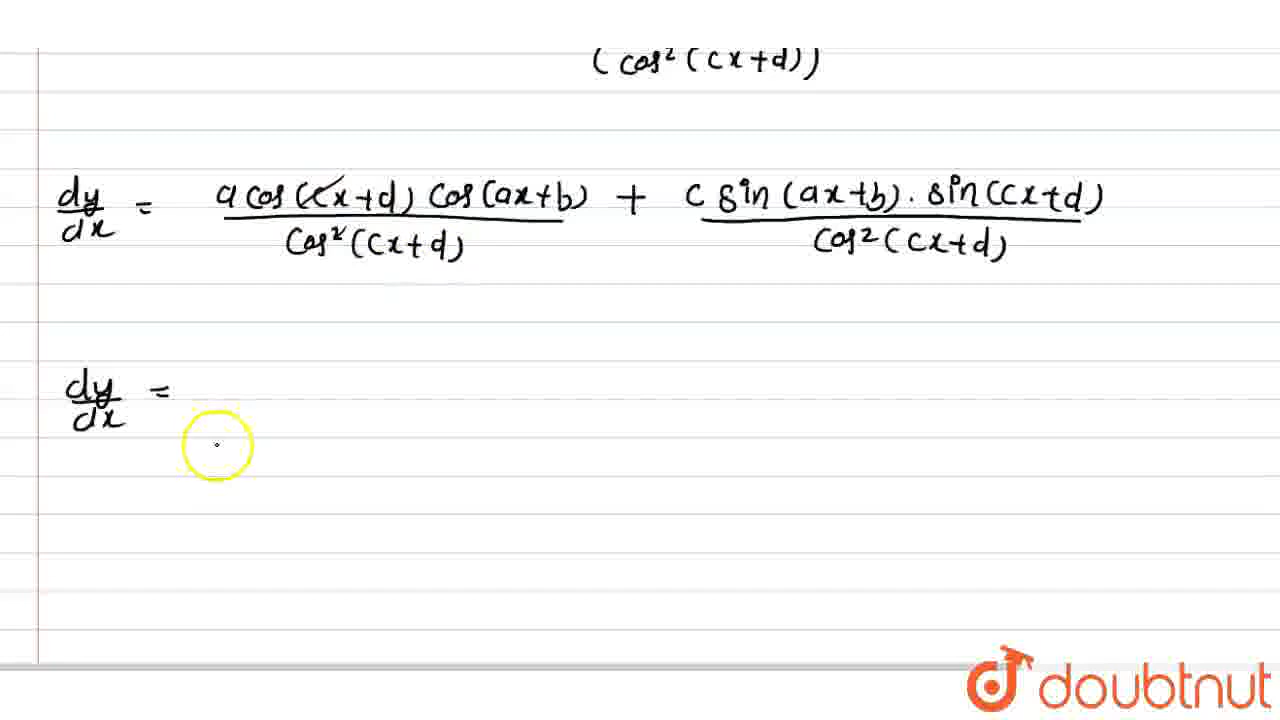 (cos²(cx+d))
dy/dx = a cos(cx+d) cos(ax+b)/cos²(cx+d) + c sin(ax+b). sin(cx+d)/cos²(cx+d)
dy/dx =
doubtnut